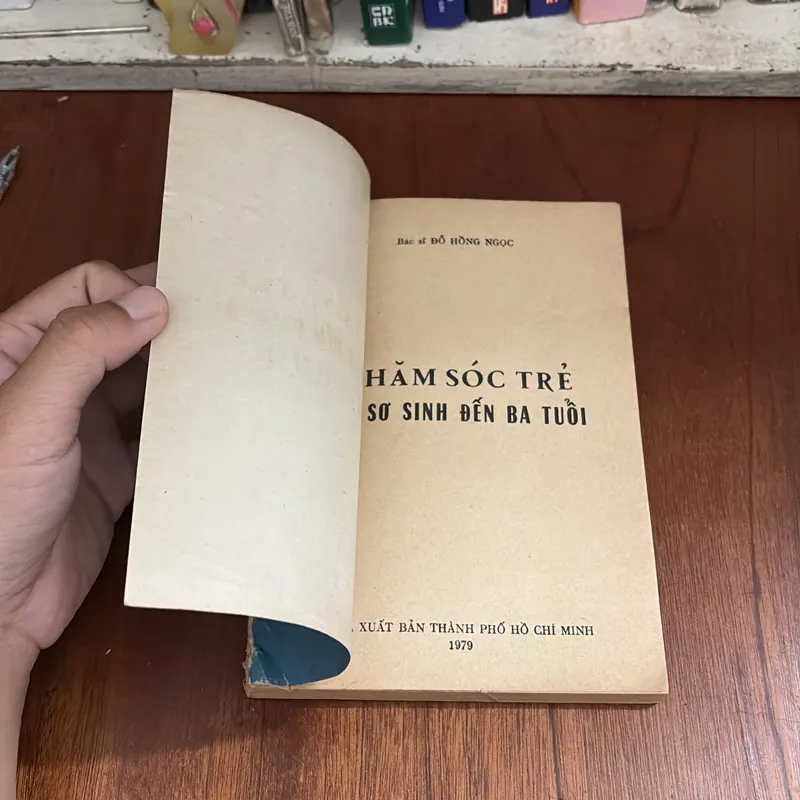 Bác sĩ ĐỖ HỒNG NGỌC
HĂM SÓC TRẺ
SƠ SINH ĐẾN BA TUỔI
XUẤT BẢN THÀNH PHỐ HỒ CHÍ MINH
1979